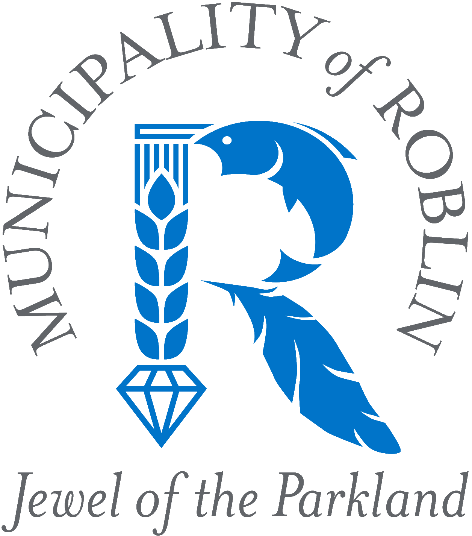 MUNICIPALITY of ROBLIN
R
Jewel of the Parkland